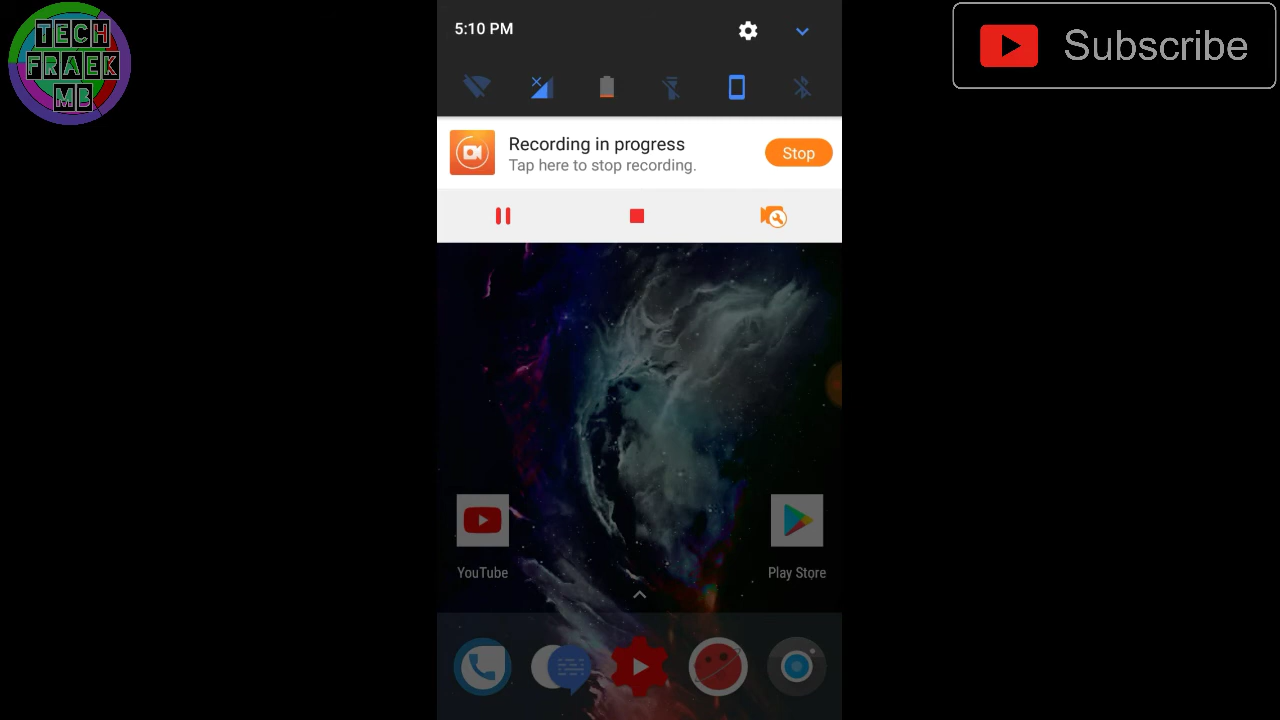 TECH
FRAEK
MB
Subscribe
5:10 PM
Recording in progress
Tap here to stop recording.
Stop
YouTube
Play Store